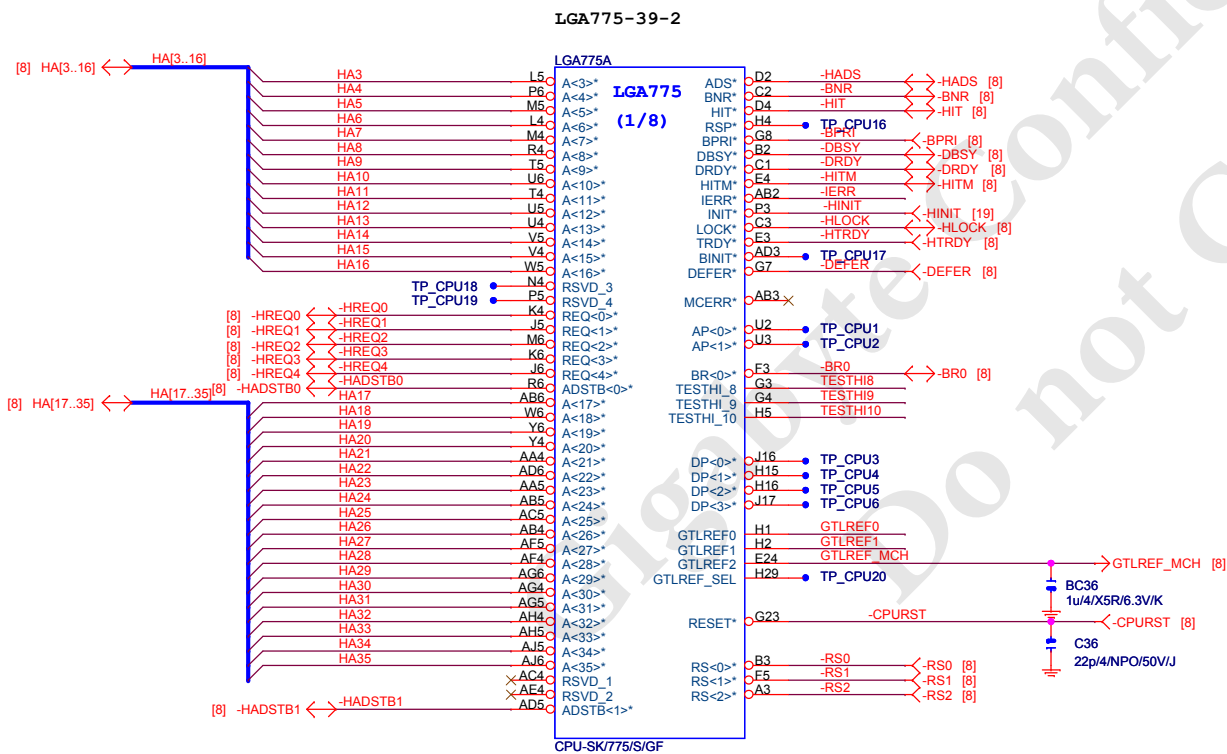 LGA775-39-2
LGA775A
LGA775
(1/8)
[8] HA[3..16] HA[3..16]
HA3 L5 A<3>*
HA4 P6 A<4>*
HA5 M5 A<5>*
HA6 L4 A<6>*
HA7 M4 A<7>*
HA8 R4 A<8>*
HA9 T5 A<9>*
HA10 U6 A<10>*
HA11 T4 A<11>*
HA12 U5 A<12>*
HA13 U4 A<13>*
HA14 V5 A<14>*
HA15 V4 A<15>*
HA16 W5 A<16>*
TP_CPU18 N4 RSVD_3
TP_CPU19 P5 RSVD_4
[8] -HREQ0 -HREQ0 K4 REQ<0>*
[8] -HREQ1 -HREQ1 J5 REQ<1>*
[8] -HREQ2 -HREQ2 M6 REQ<2>*
[8] -HREQ3 -HREQ3 K6 REQ<3>*
[8] -HREQ4 -HREQ4 J6 REQ<4>*
[8] -HADSTB0 -HADSTB0 R6 ADSTB<0>*
[8] HA[17..35] HA[17..35]
HA17 AB6 A<17>*
HA18 W6 A<18>*
HA19 Y6 A<19>*
HA20 Y4 A<20>*
HA21 AA4 A<21>*
HA22 AD6 A<22>*
HA23 AA5 A<23>*
HA24 AB5 A<24>*
HA25 AC5 A<25>*
HA26 AB4 A<26>*
HA27 AF5 A<27>*
HA28 AF4 A<28>*
HA29 AG6 A<29>*
HA30 AG4 A<30>*
HA31 AG5 A<31>*
HA32 AH4 A<32>*
HA33 AH5 A<33>*
HA34 AJ5 A<34>*
HA35 AJ6 A<35>*
AC4 RSVD_1
AE4 RSVD_2
[8] -HADSTB1 -HADSTB1 AD5 ADSTB<1>*
ADS* D2 -HADS -HADS [8]
BNR* C2 -BNR -BNR [8]
HIT* D4 -HIT -HIT [8]
RSP* H4 TP_CPU16
BPRI* G8 -BPRI -BPRI [8]
DBSY* B2 -DBSY -DBSY [8]
DRDY* C1 -DRDY -DRDY [8]
HITM* E4 -HITM -HITM [8]
IERR* AB2 -IERR
INIT* P3 -HINIT -HINIT [19]
LOCK* C3 -HLOCK -HLOCK [8]
TRDY* E3 -HTRDY -HTRDY [8]
BINIT* AD3 TP_CPU17
DEFER* G7 -DEFER -DEFER [8]
MCERR* AB3
AP<0>* U2 TP_CPU1
AP<1>* U3 TP_CPU2
BR<0>* F3 -BR0 -BR0 [8]
TESTHI_8 G3 TESTHI8
TESTHI_9 G4 TESTHI9
TESTHI_10 H5 TESTHI10
DP<0>* J16 TP_CPU3
DP<1>* H15 TP_CPU4
DP<2>* H16 TP_CPU5
DP<3>* J17 TP_CPU6
GTLREF0 H1 GTLREF0
GTLREF1 H2 GTLREF1
GTLREF2 E24 GTLREF_MCH GTLREF_MCH [8]
GTLREF_SEL H29 TP_CPU20
BC36
1u/4/X5R/6.3V/K
RESET* G23 -CPURST -CPURST [8]
C36
22p/4/NPO/50V/J
RS<0>* B3 -RS0 -RS0 [8]
RS<1>* F5 -RS1 -RS1 [8]
RS<2>* A3 -RS2 -RS2 [8]
CPU-SK/775/S/GF
Gigabyte Confi
Do not C